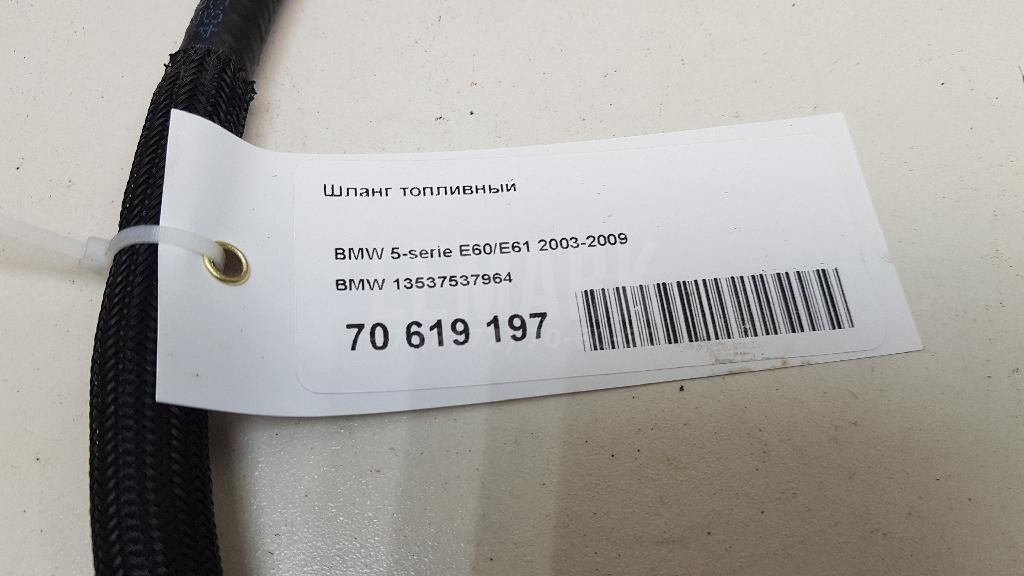 Шланг топливный
BMW 5-serie E60/E61 2003-2009
BMW 13537537964
70 619 197